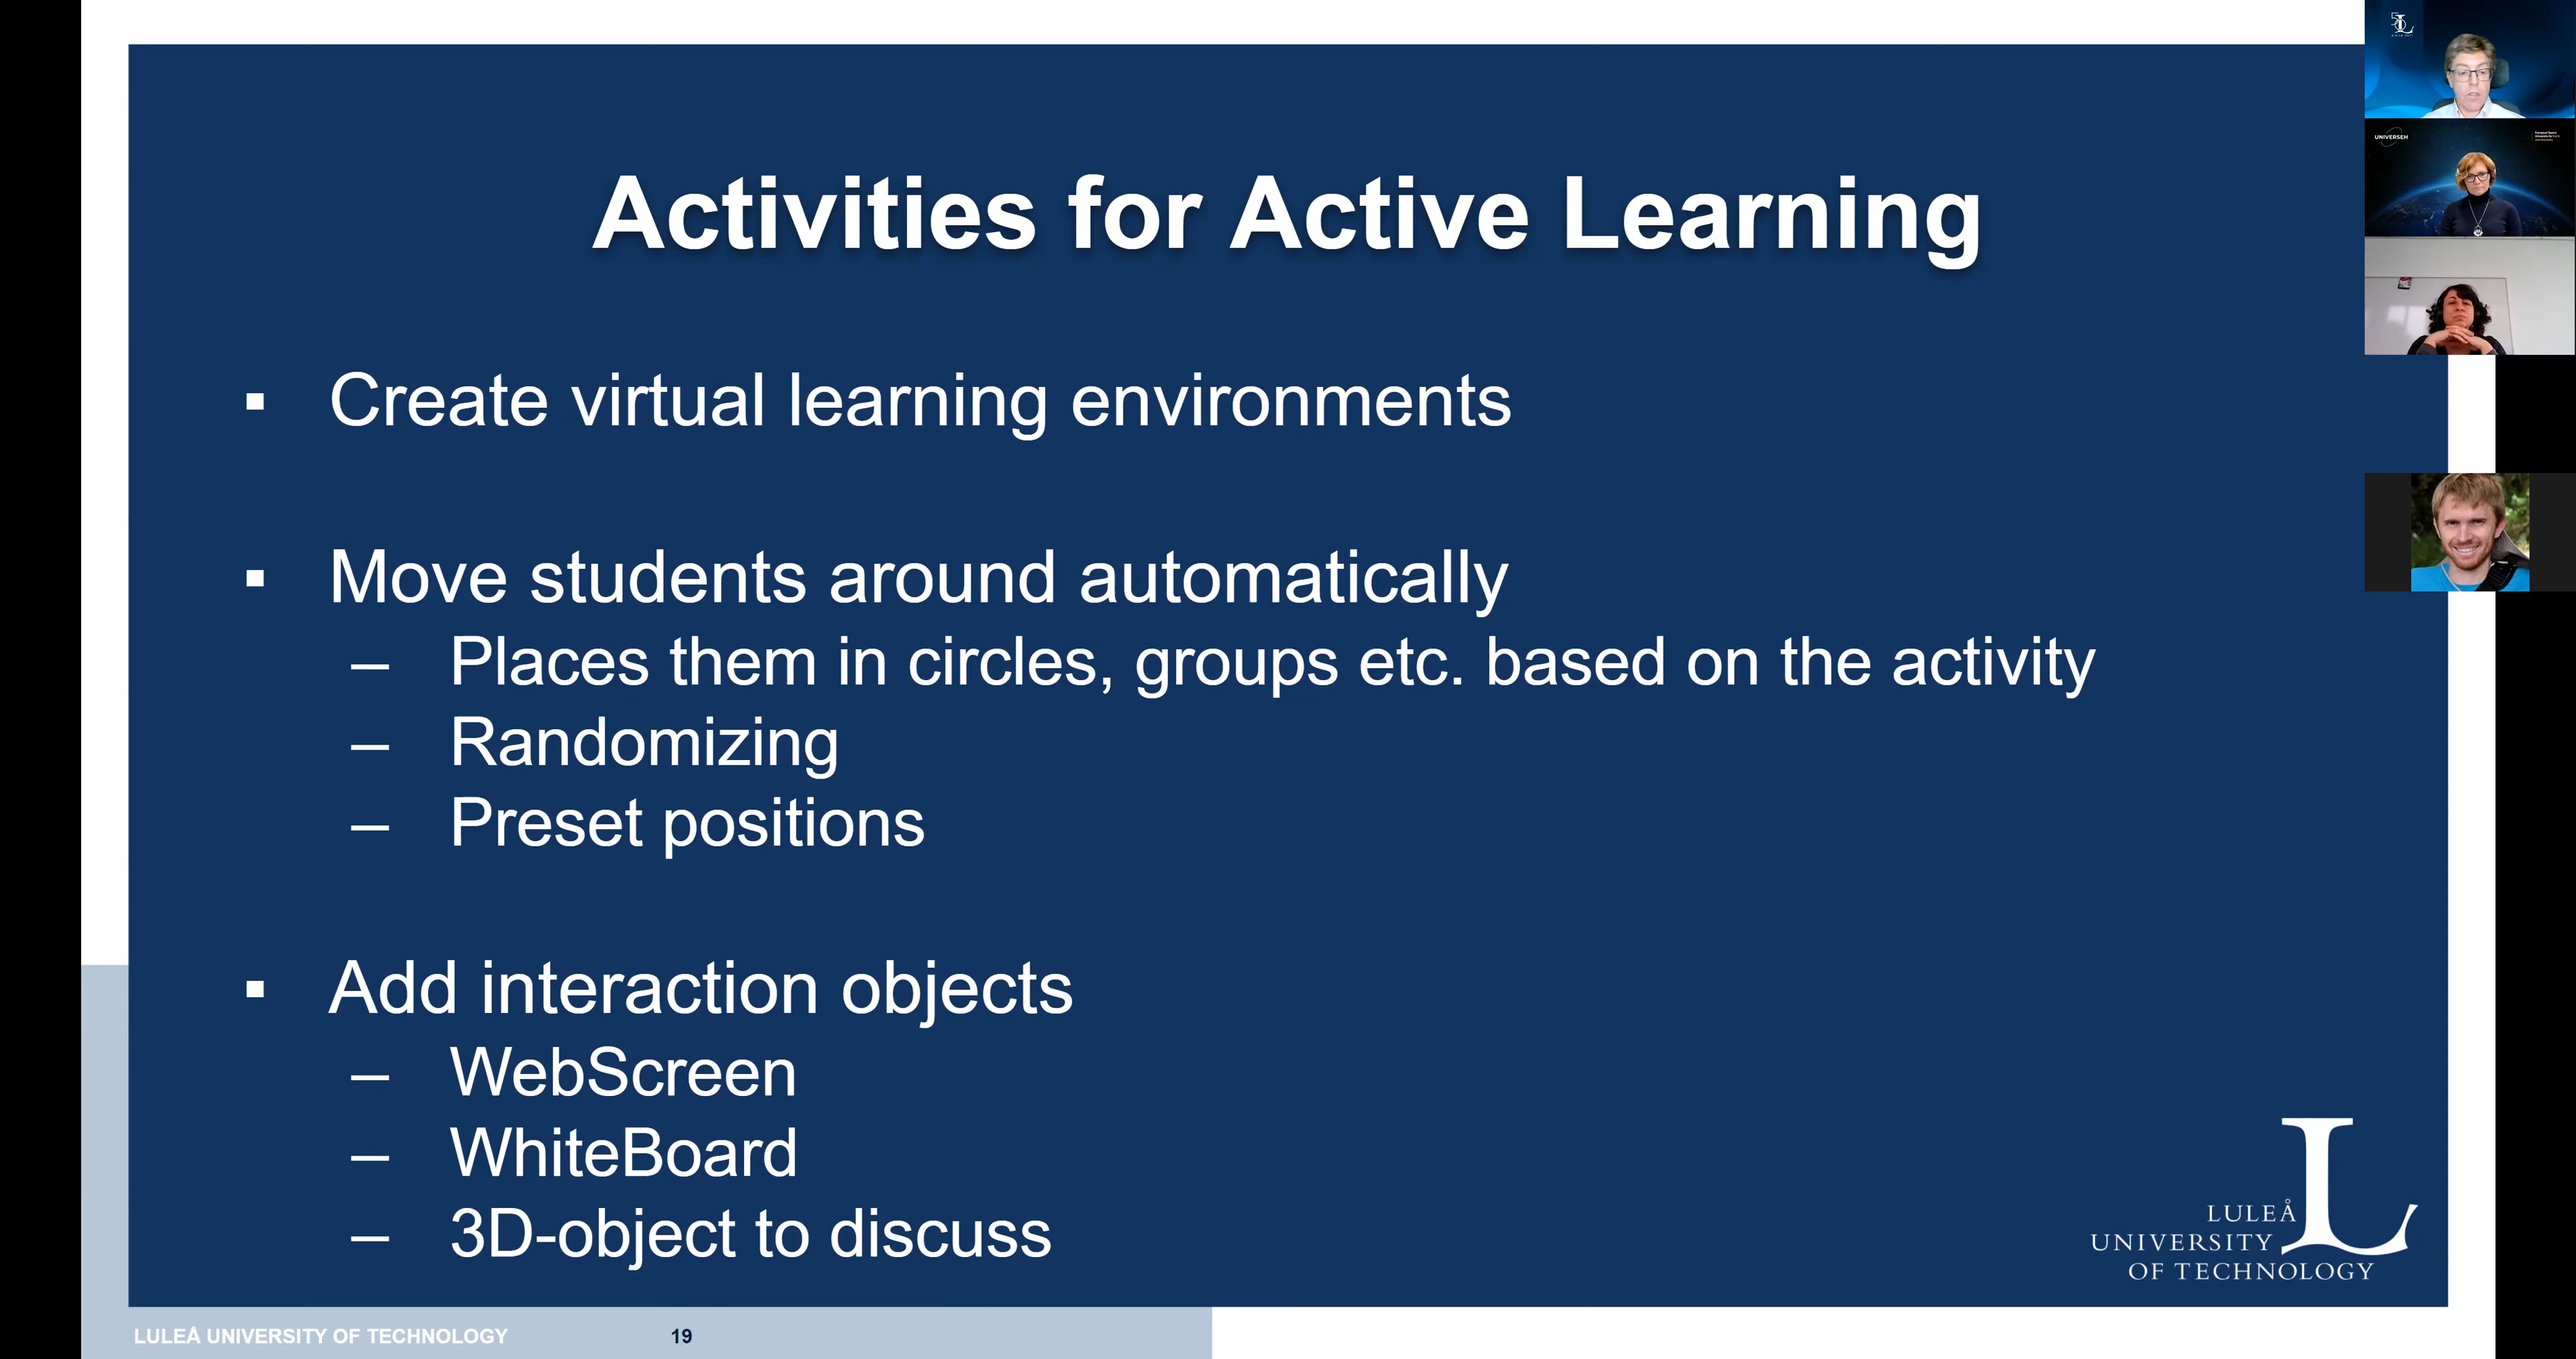 Activities for Active Learning
▪ Create virtual learning environments
▪ Move students around automatically
– Places them in circles, groups etc. based on the activity
– Randomizing
– Preset positions
▪ Add interaction objects
– WebScreen
– WhiteBoard
– 3D-object to discuss
LULEÅ
UNIVERSITY
OF TECHNOLOGY
LULEÅ UNIVERSITY OF TECHNOLOGY 19
UNIVERSEH